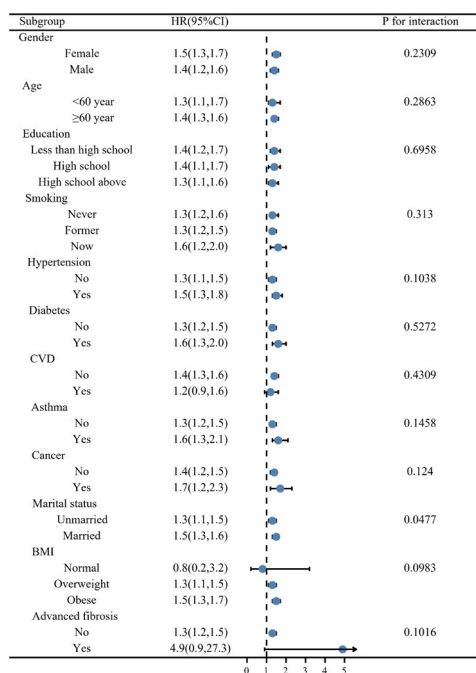 Subgroup HR(95%CI) P for interaction
Gender
Female 1.5(1.3,1.7) 0.2309
Male 1.4(1.2,1.6)
Age
<60 year 1.3(1.1,1.7) 0.2863
≥60 year 1.4(1.3,1.6)
Education
Less than high school 1.4(1.2,1.7) 0.6958
High school 1.4(1.1,1.7)
High school above 1.3(1.1,1.6)
Smoking
Never 1.3(1.2,1.6) 0.313
Former 1.3(1.2,1.5)
Now 1.6(1.2,2.0)
Hypertension
No 1.3(1.1,1.5) 0.1038
Yes 1.5(1.3,1.8)
Diabetes
No 1.3(1.2,1.5) 0.5272
Yes 1.6(1.3,2.0)
CVD
No 1.4(1.3,1.6) 0.4309
Yes 1.2(0.9,1.6)
Asthma
No 1.3(1.2,1.5) 0.1458
Yes 1.6(1.3,2.1)
Cancer
No 1.4(1.2,1.5) 0.124
Yes 1.7(1.2,2.3)
Marital status
Unmarried 1.3(1.1,1.5) 0.0477
Married 1.5(1.3,1.6)
BMI
Normal 0.8(0.2,3.2) 0.0983
Overweight 1.3(1.1,1.5)
Obese 1.5(1.3,1.7)
Advanced fibrosis
No 1.3(1.2,1.5) 0.1016
Yes 4.9(0.9,27.3)
0 1 2 3 4 5